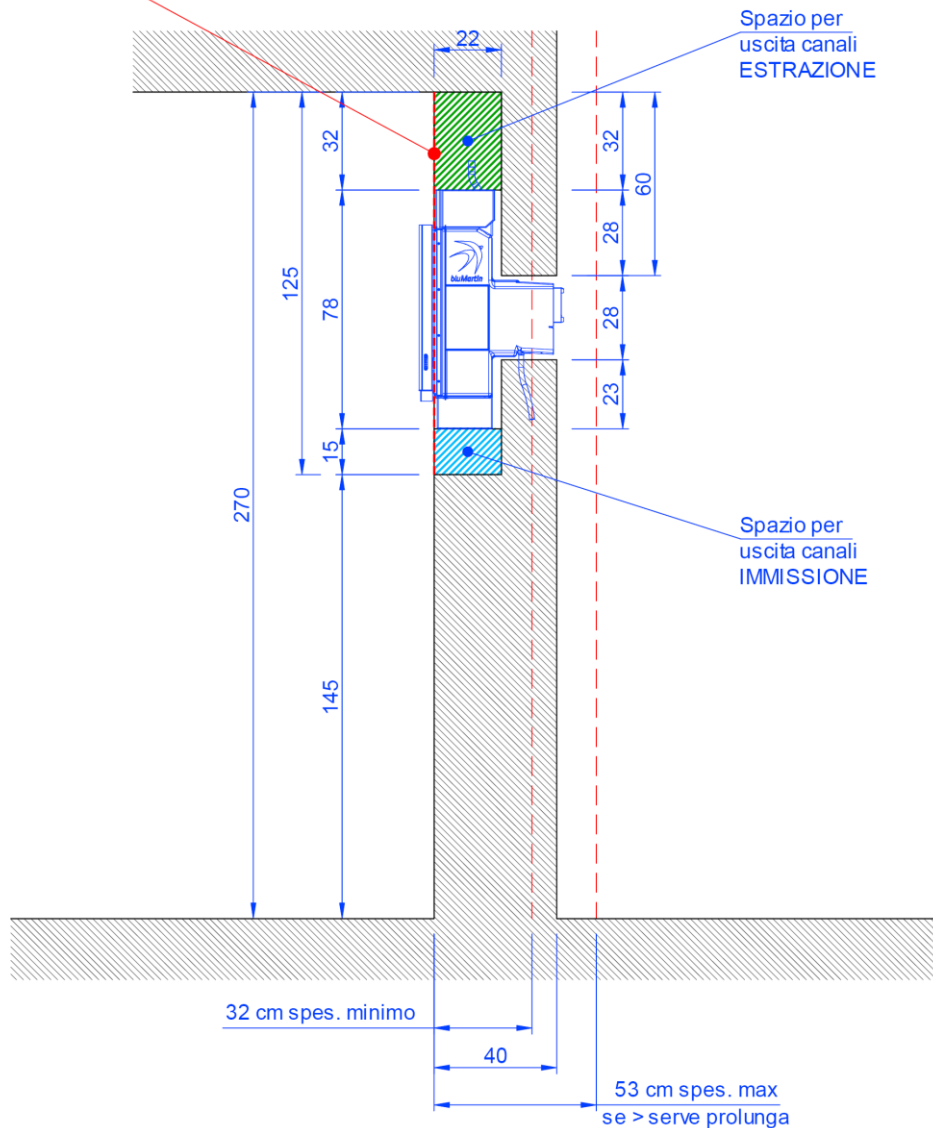 22
Spazio per
uscita canali
ESTRAZIONE
32
32
60
28
125
78
bluMartin
28
23
15
270
Spazio per
uscita canali
IMMISSIONE
145
32 cm spes. minimo
40
53 cm spes. max
se > serve prolunga